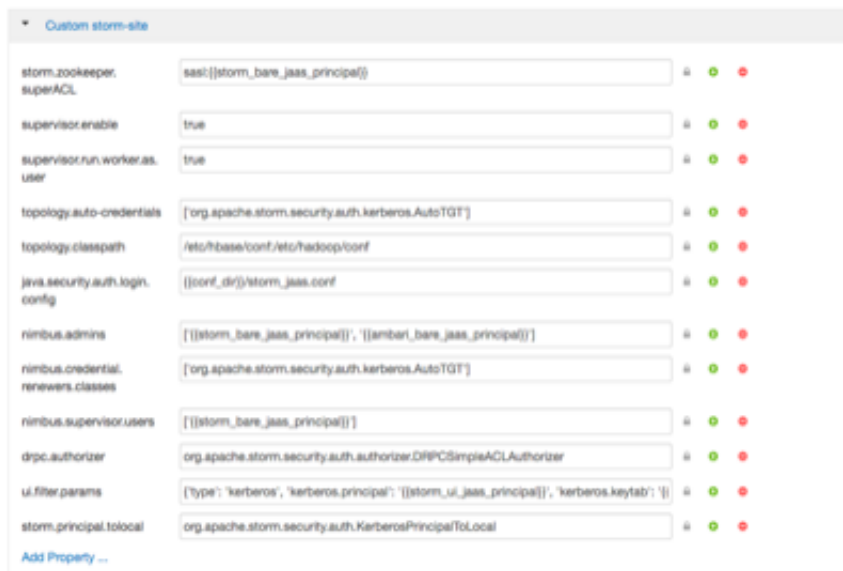 Custom storm-site
storm.zookeeper.
superACL
sasl:{{storm_bare_jaas_principal}}
supervisor.enable
true
supervisor.run.worker.as.
user
true
topology.auto-credentials
['org.apache.storm.security.auth.kerberos.AutoTGT']
topology.classpath
/etc/hbase/conf:/etc/hadoop/conf
java.security.auth.login.
config
{{conf_dir}}/storm_jaas.conf
nimbus.admins
['{{storm_bare_jaas_principal}}', '{{ambari_bare_jaas_principal}}']
nimbus.credential.
renewers.classes
['org.apache.storm.security.auth.kerberos.AutoTGT']
nimbus.supervisor.users
['{{storm_bare_jaas_principal}}']
drpc.authorizer
org.apache.storm.security.auth.authorizer.DRPCSimpleACLAuthorizer
ui.filter.params
{'type': 'kerberos', 'kerberos.principal': '{{storm_ui_jaas_principal}}', 'kerberos.keytab': '{{
storm.principal.tolocal
org.apache.storm.security.auth.KerberosPrincipalToLocal
Add Property ...